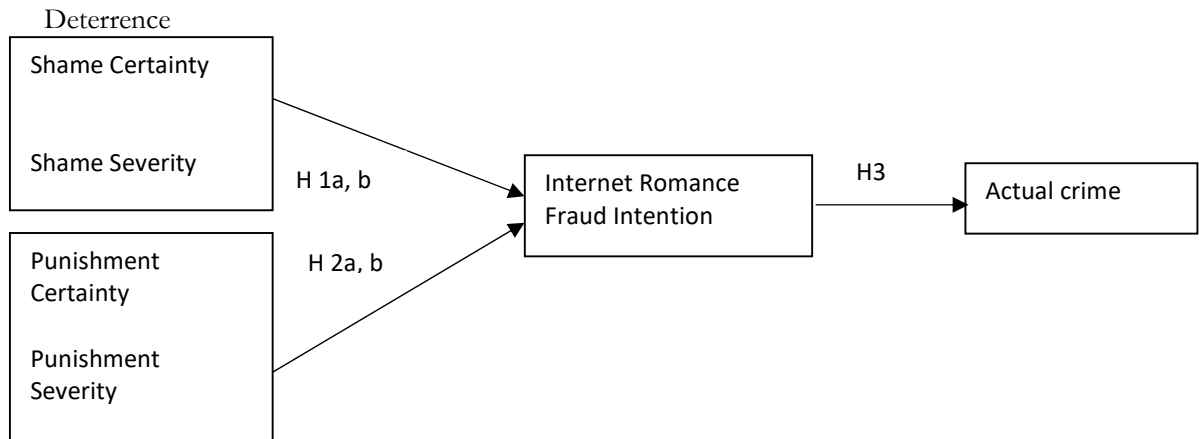 Deterrence
Shame Certainty
Shame Severity
H 1a, b
Punishment
Certainty
Punishment
Severity
H 2a, b
Internet Romance
Fraud Intention
H3
Actual crime